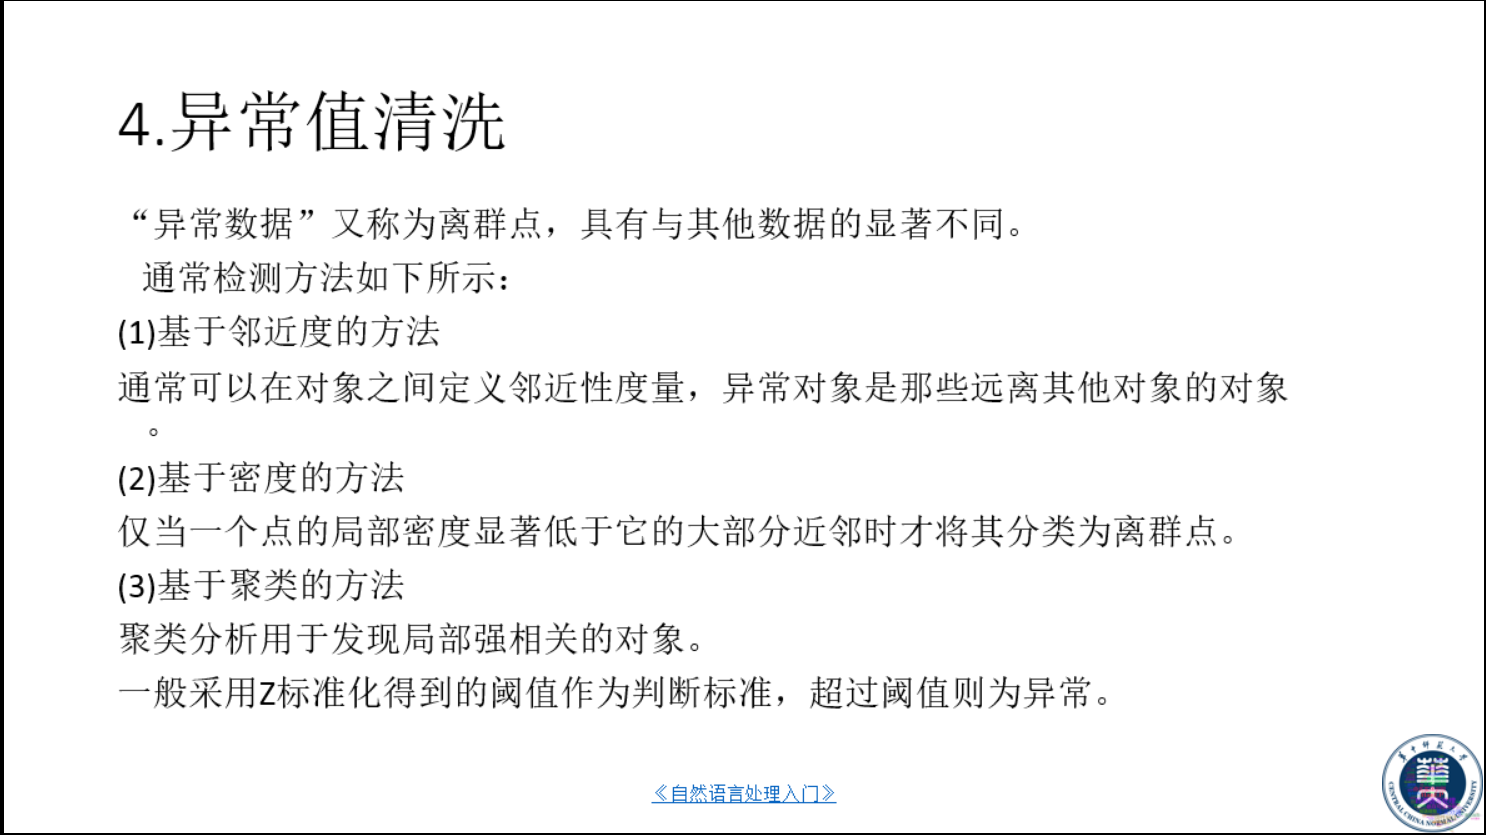 4.异常值清洗
“异常数据”又称为离群点，具有与其他数据的显著不同。
通常检测方法如下所示：
(1)基于邻近度的方法
通常可以在对象之间定义邻近性度量，异常对象是那些远离其他对象的对象
。
(2)基于密度的方法
仅当一个点的局部密度显著低于它的大部分近邻时才将其分类为离群点。
(3)基于聚类的方法
聚类分析用于发现局部强相关的对象。
一般采用Z标准化得到的阈值作为判断标准，超过阈值则为异常。
《自然语言处理入门》
华中师范大学
CENTRAL CHINA NORMAL UNIVERSITY